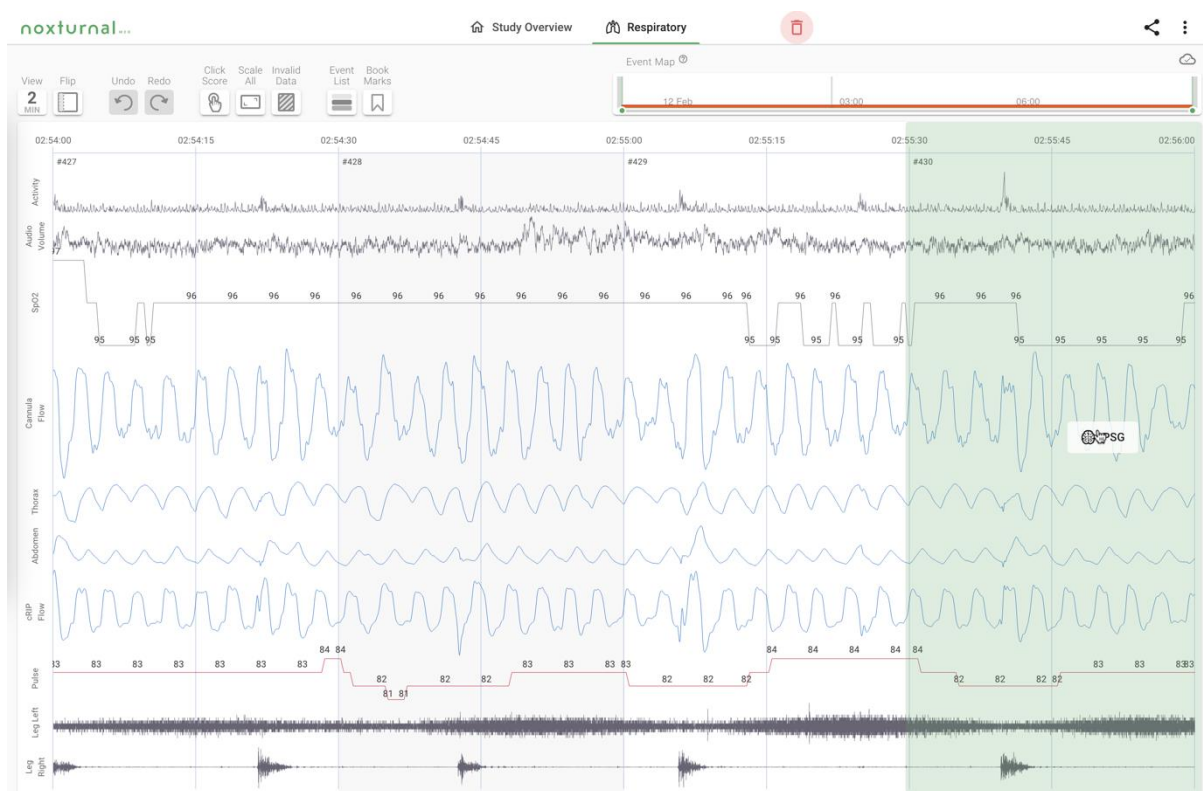 noxturnal
Study Overview
Respiratory
View
2
MIN
Flip
Undo
Redo
Click Score
Scale All
Invalid Data
Event List
Book Marks
Event Map ?
12 Feb 03:00 06:00
02:54:00 02:54:15 02:54:30 02:54:45 02:55:00 02:55:15 02:55:30 02:55:45 02:56:00
#427 #428 #429 #430
Activity
Audio Volume
SpO2
96 96 96 96 96 96 96 96 96 96 96 96 96 96 96 96 96 96 96 96 96
95 95 95 95 95 95 95 95 95 95 95 95 95 95
Cannula Flow
PSG
Thorax
Abdomen
cRIP Flow
84 84 84 84 84 84 84
83 83 83 83 83 83 83 83 83 83 83 83 83 83 83
Pulse
82 82 82 82 82 82 82 82 82 82
81 81
Leg Left
Leg Right